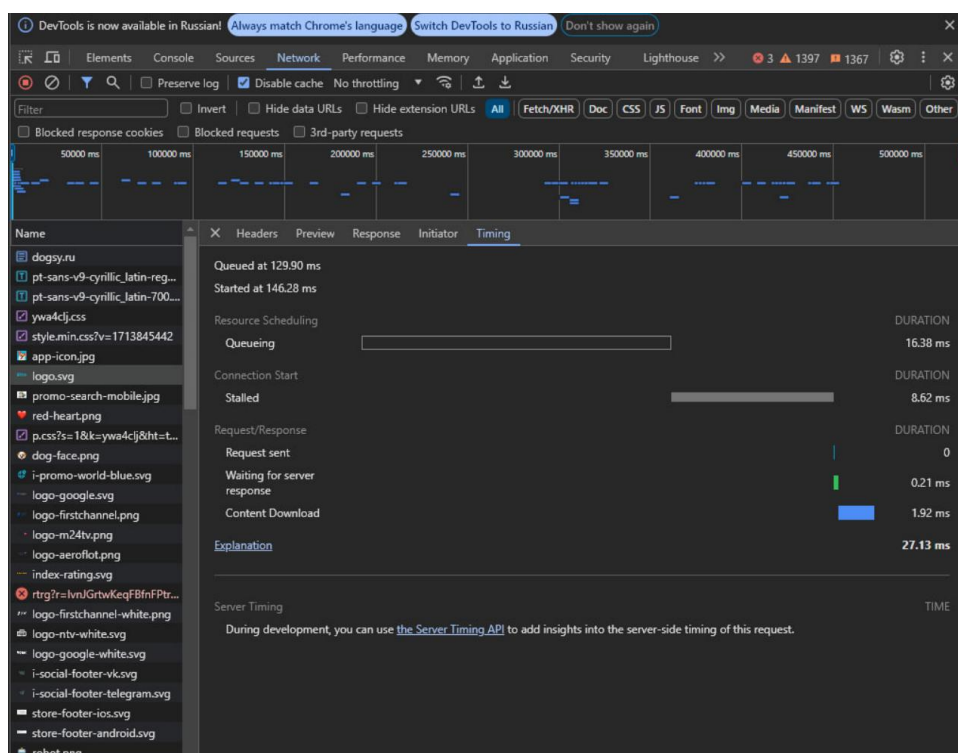 DevTools is now available in Russian! Always match Chrome's language Switch DevTools to Russian Don't show again
Elements Console Sources Network Performance Memory Application Security Lighthouse 3 1397 1367
Preserve log Disable cache No throttling
Filter Invert Hide data URLs Hide extension URLs All Fetch/XHR Doc CSS JS Font Img Media Manifest WS Wasm Other
Blocked response cookies Blocked requests 3rd-party requests
50000 ms 100000 ms 150000 ms 200000 ms 250000 ms 300000 ms 350000 ms 400000 ms 450000 ms 500000 ms
Name
dogsy.ru
pt-sans-v9-cyrillic_latin-reg...
pt-sans-v9-cyrillic_latin-700....
ywa4clj.css
style.min.css?v=1713845442
app-icon.jpg
logo.svg
promo-search-mobile.jpg
red-heart.png
p.css?s=1&k=ywa4clj&ht=t...
dog-face.png
i-promo-world-blue.svg
logo-google.svg
logo-firstchannel.png
logo-m24tv.png
logo-aeroflot.png
index-rating.svg
rtrg?r=IvnJGrtwKeqFBfnFPtr...
logo-firstchannel-white.png
logo-ntv-white.svg
logo-google-white.svg
i-social-footer-vk.svg
i-social-footer-telegram.svg
store-footer-ios.svg
store-footer-android.svg
robot.png
Headers Preview Response Initiator Timing
Queued at 129.90 ms
Started at 146.28 ms
Resource Scheduling DURATION
Queueing 16.38 ms
Connection Start DURATION
Stalled 8.62 ms
Request/Response DURATION
Request sent 0
Waiting for server
response 0.21 ms
Content Download 1.92 ms
Explanation 27.13 ms
Server Timing TIME
During development, you can use the Server Timing API to add insights into the server-side timing of this request.